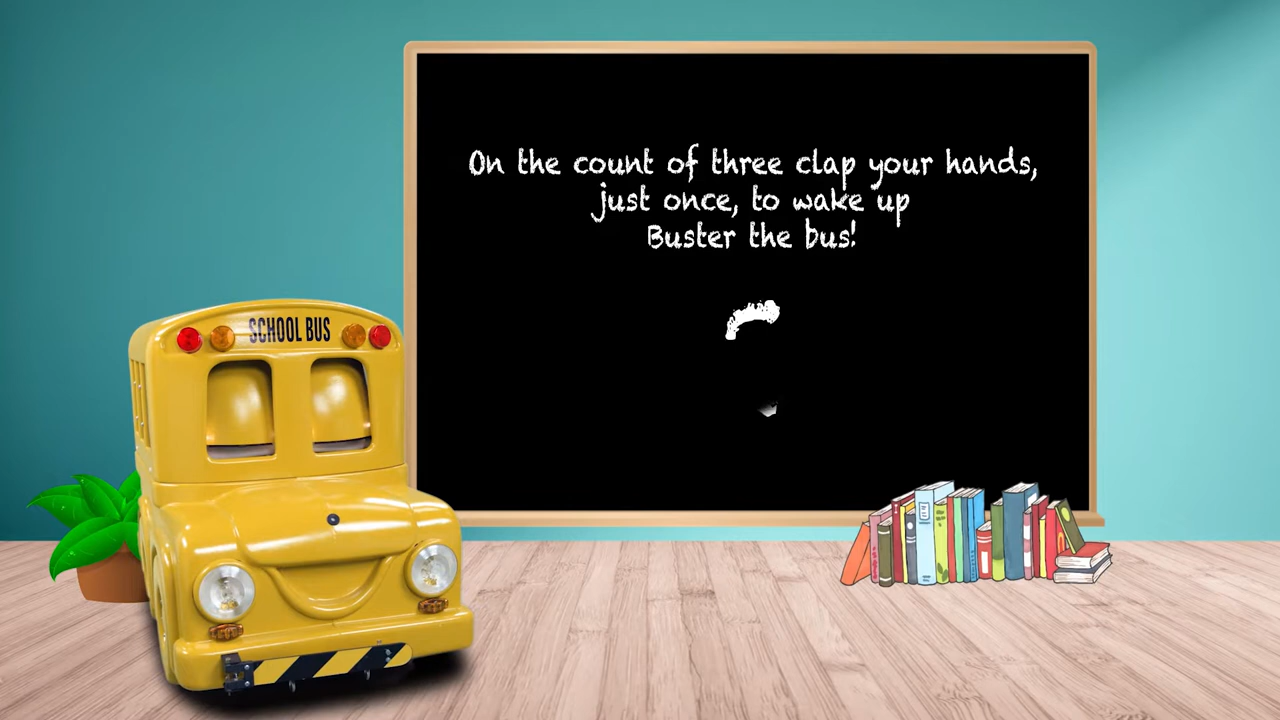 On the count of three clap your hands,
just once, to wake up
Buster the bus!
SCHOOL BUS